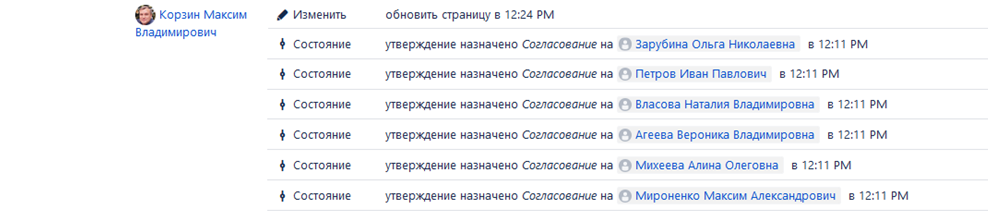 Корзин Максим Владимирович
Изменить обновить страницу в 12:24 PM
Состояние утверждение назначено Согласование на Зарубина Ольга Николаевна в 12:11 PM
Состояние утверждение назначено Согласование на Петров Иван Павлович в 12:11 PM
Состояние утверждение назначено Согласование на Власова Наталия Владимировна в 12:11 PM
Состояние утверждение назначено Согласование на Агеева Вероника Владимировна в 12:11 PM
Состояние утверждение назначено Согласование на Михеева Алина Олеговна в 12:11 PM
Состояние утверждение назначено Согласование на Мироненко Максим Александрович в 12:11 PM